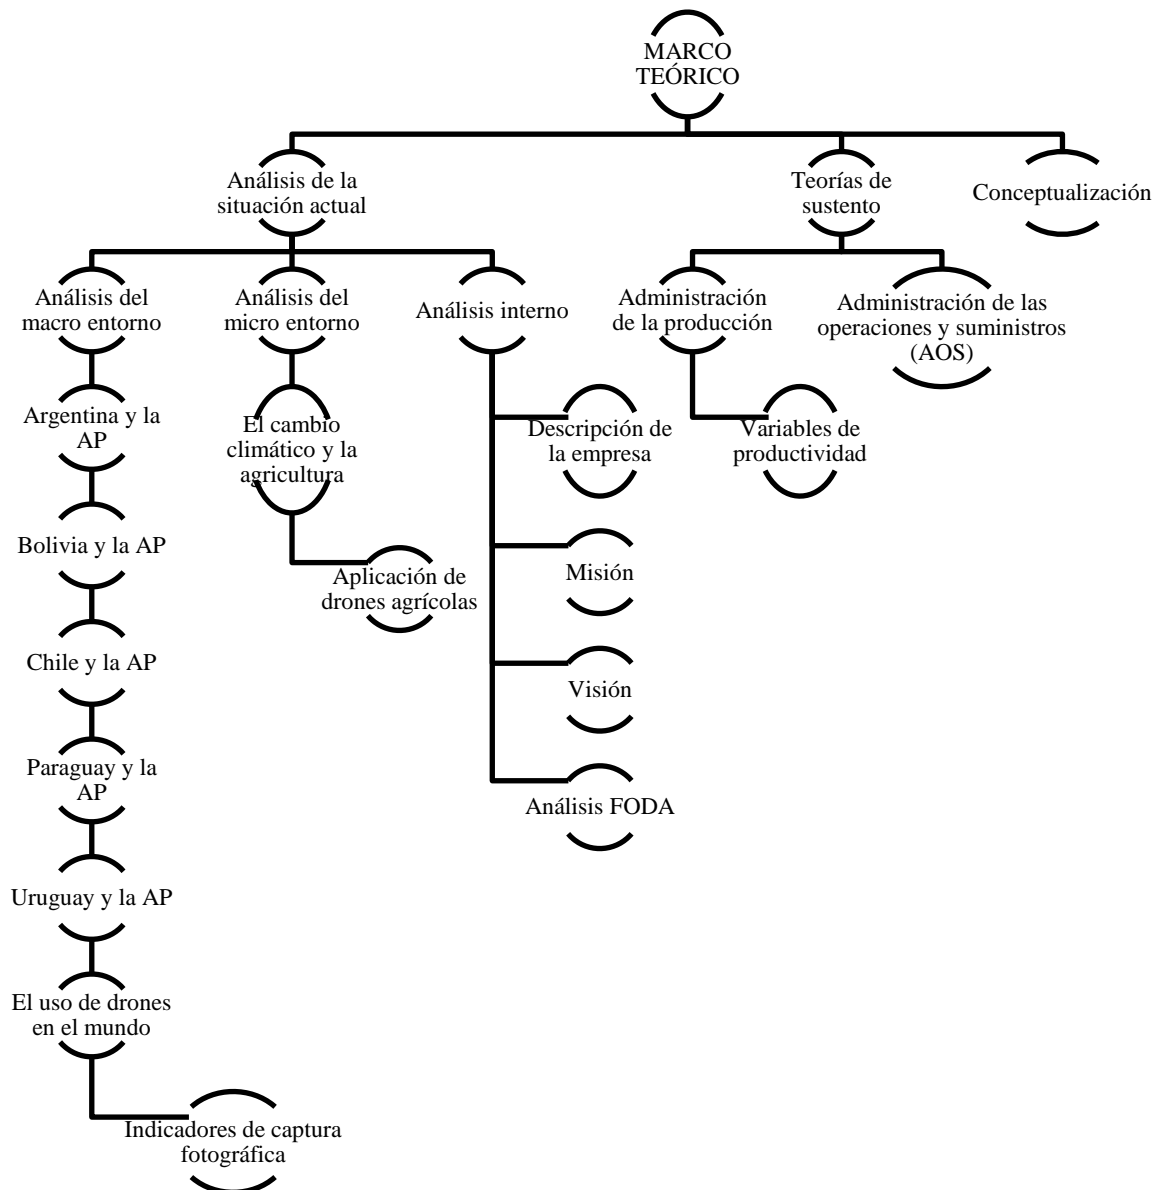 MARCO
TEÓRICO
Análisis de la
situación actual
Teorías de
sustento
Conceptualización
Análisis del
macro entorno
Análisis del
micro entorno
Análisis interno
Administración
de la producción
Administración de las
operaciones y suministros
(AOS)
Argentina y la
AP
El cambio
climático y la
agricultura
Descripción de
la empresa
Variables de
productividad
Bolivia y la AP
Aplicación de
drones agrícolas
Misión
Chile y la AP
Visión
Paraguay y la
AP
Análisis FODA
Uruguay y la AP
El uso de drones
en el mundo
Indicadores de captura
fotográfica